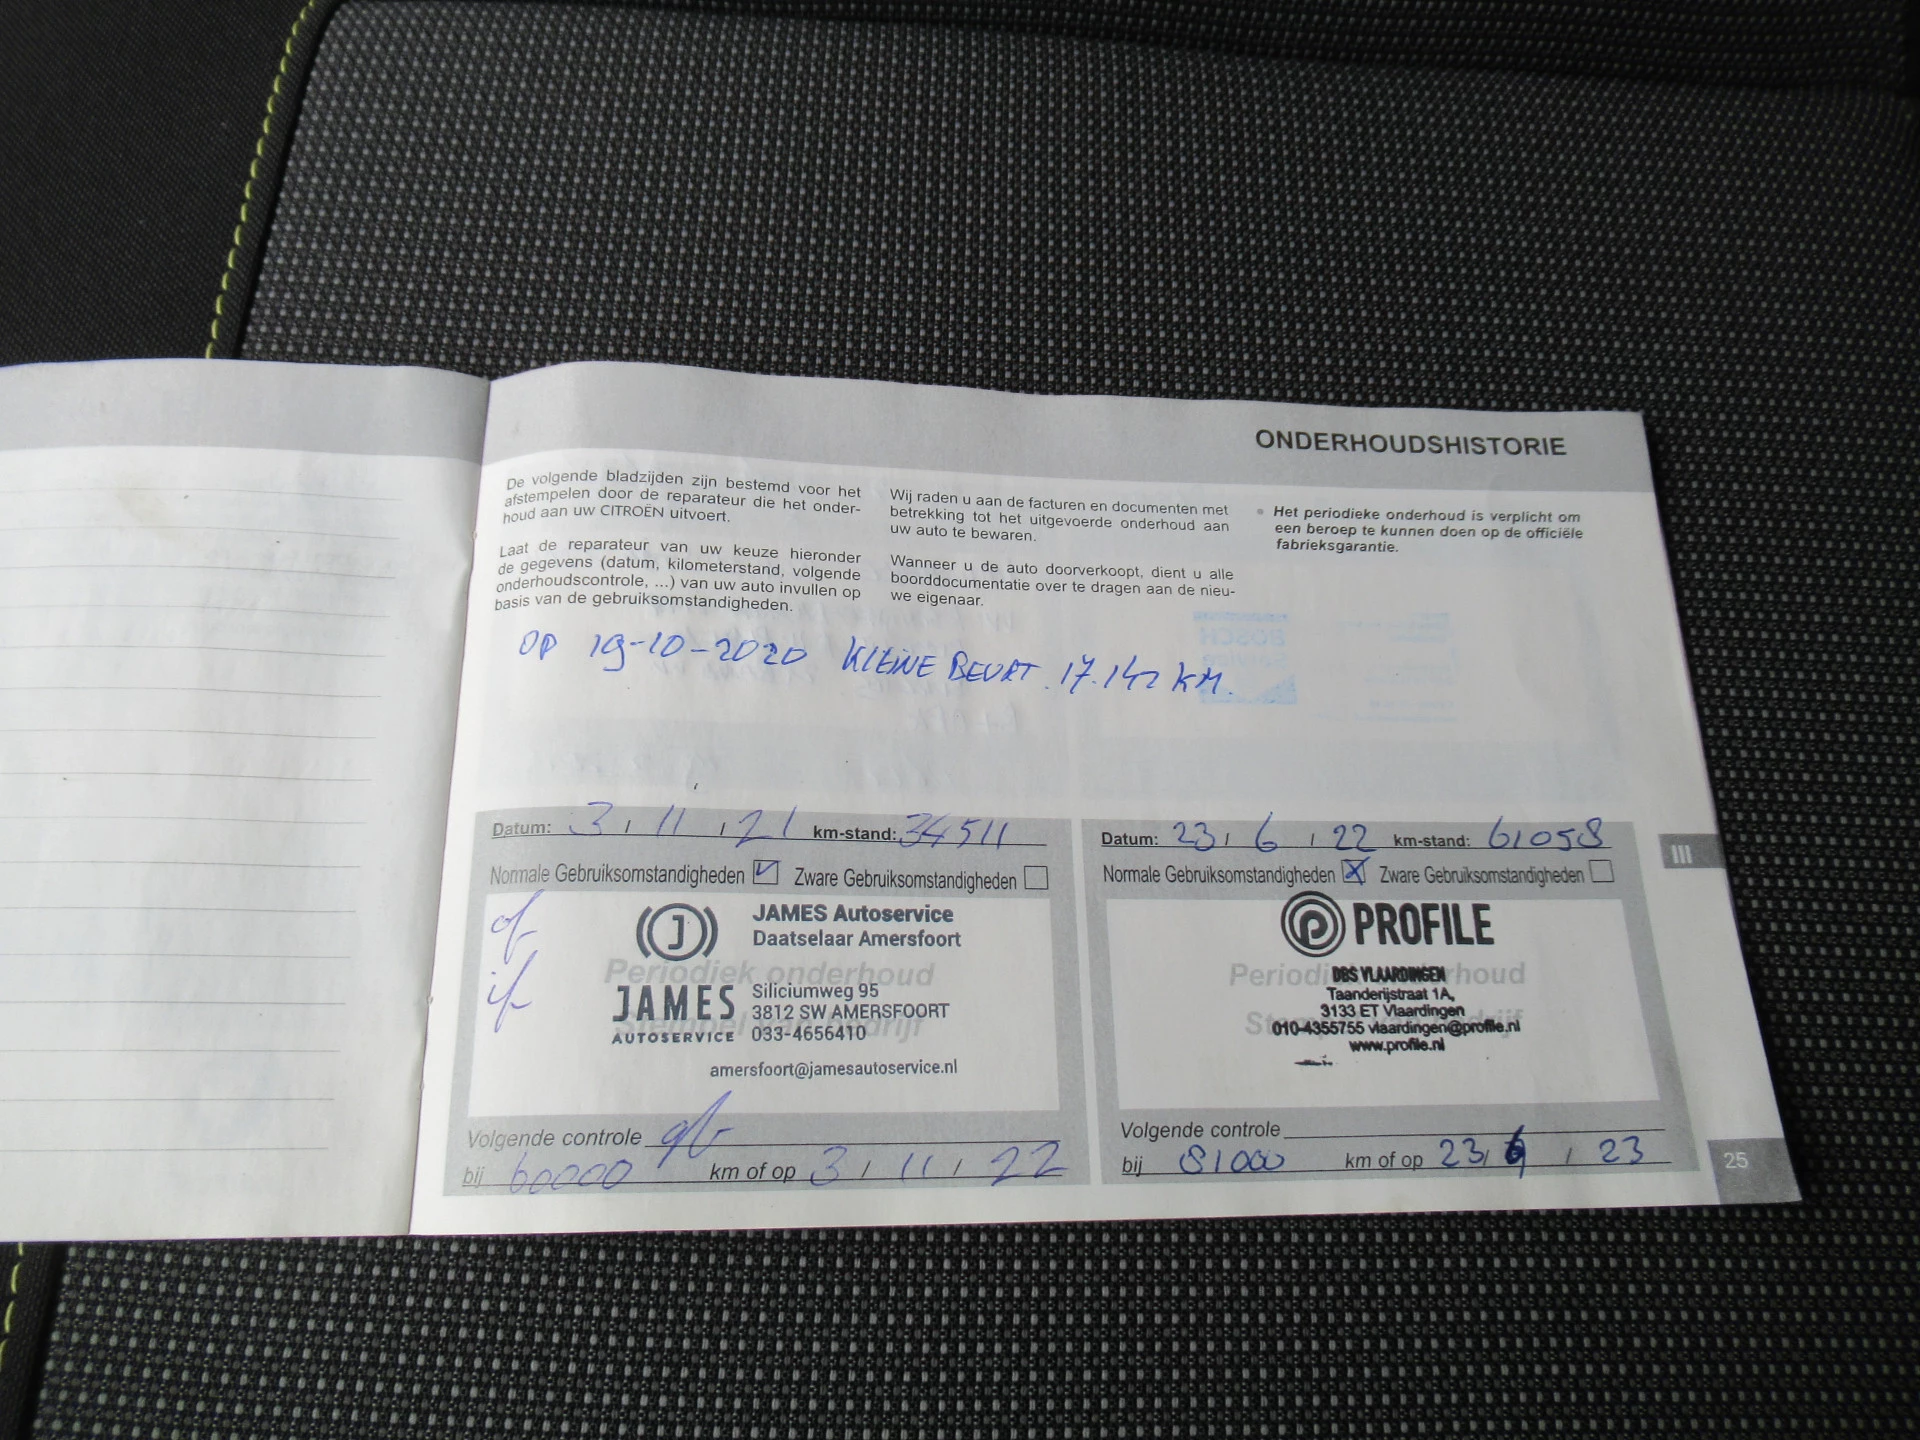 ONDERHOUDSHISTORIE
De volgende bladzijden zijn bestemd voor het
afstempelen door de reparateur die het onder-
houd aan uw CITROËN uitvoert.
Laat de reparateur van uw keuze hieronder
de gegevens (datum, kilometerstand, volgende
onderhoudscontrole, ...) van uw auto invullen op
basis van de gebruiksomstandigheden.
Wij raden u aan de facturen en documenten met
betrekking tot het uitgevoerde onderhoud aan
uw auto te bewaren.
Wanneer u de auto doorverkoopt, dient u alle
boorddocumentatie over te dragen aan de nieu-
we eigenaar.
• Het periodieke onderhoud is verplicht om
een beroep te kunnen doen op de officiële
fabrieksgarantie.
OP 19-10-2020 KLEINE BEURT. 17.142 KM.
Datum: 3 / 11 / 21 km-stand: 34511
Normale Gebruiksomstandigheden Zware Gebruiksomstandigheden
JAMES Autoservice
Daatselaar Amersfoort
Periodiek onderhoud
JAMES
AUTOSERVICE
Siliciumweg 95
3812 SW AMERSFOORT
033-4656410
amersfoort@jamesautoservice.nl
Volgende controle
bij 60000 km of op 3 / 11 / 22
Datum: 23 / 6 / 22 km-stand: 61058
Normale Gebruiksomstandigheden Zware Gebruiksomstandigheden
PROFILE
DBS VLAARDINGEN
Taanderijstraat 1A,
3133 ET Vlaardingen
010-4355755 vlaardingen@profile.nl
www.profile.nl
Volgende controle
bij 81000 km of op 23 / 6 / 23
III
25